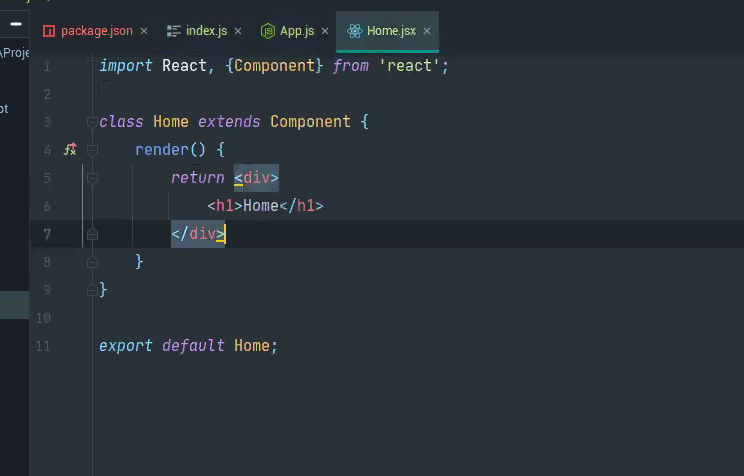 package.json × index.js × App.js × Home.jsx ×
\Proje
1 import React, {Component} from 'react';
2
3 class Home extends Component {
4 render() {
5 return <div>
6 <h1>Home</h1>
7 </div>
8 }
9 }
10
11 export default Home;